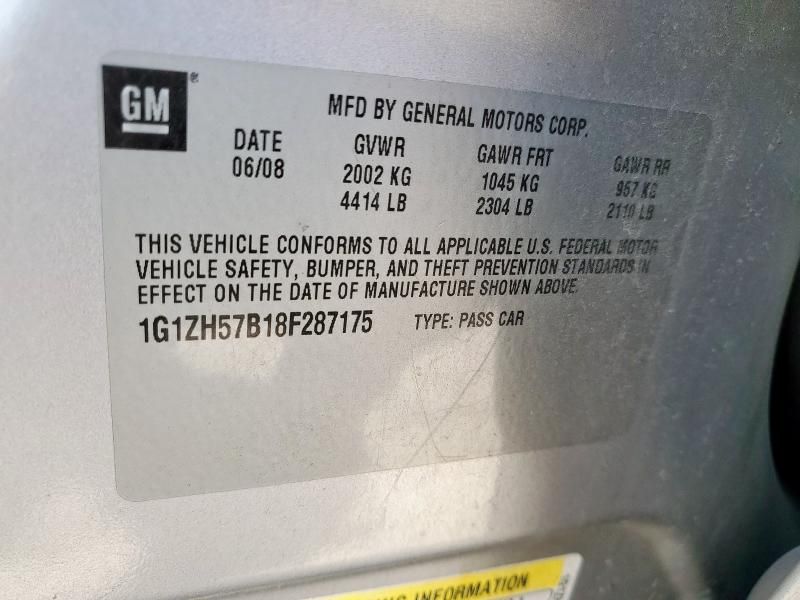 GM®
MFD BY GENERAL MOTORS CORP.
DATE GVWR GAWR FRT GAWR RR
06/08 2002 KG 1045 KG 957 KG
4414 LB 2304 LB 2110 LB
THIS VEHICLE CONFORMS TO ALL APPLICABLE U.S. FEDERAL MOTOR
VEHICLE SAFETY, BUMPER, AND THEFT PREVENTION STANDARDS IN
EFFECT ON THE DATE OF MANUFACTURE SHOWN ABOVE.
1G1ZH57B18F287175 TYPE: PASS CAR
INFORMATION